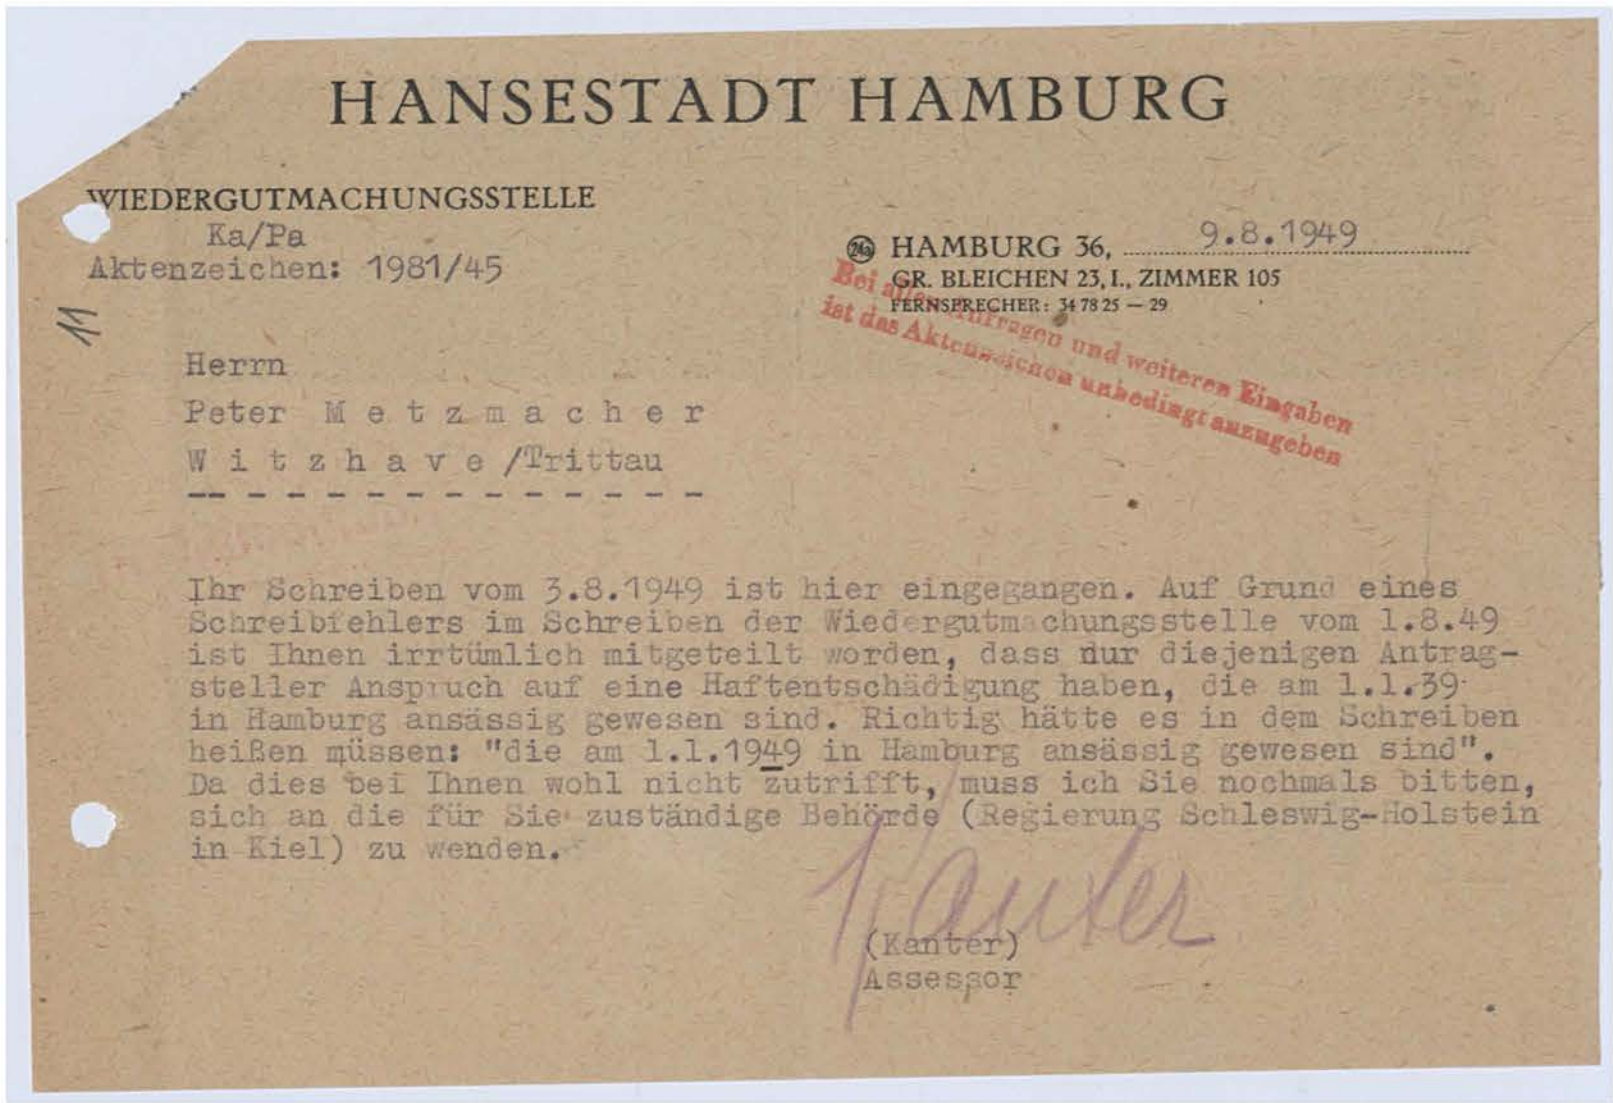 HANSESTADT HAMBURG
WIEDERGUTMACHUNGSSTELLE
Ka/Pa
Aktenzeichen: 1981/45
24a HAMBURG 36, 9.8.1949
GR. BLEICHEN 23, I., ZIMMER 105
FERNSPRECHER: 34 78 25 — 29
Bei allen Anfragen und weiteren Eingaben
ist das Aktenzeichen unbedingt anzugeben
11
Herrn
Peter Metzmacher
Witzhave/Trittau
Ihr Schreiben vom 3.8.1949 ist hier eingegangen. Auf Grund eines
Schreibfehlers im Schreiben der Wiedergutmachungsstelle vom 1.8.49
ist Ihnen irrtümlich mitgeteilt worden, dass nur diejenigen Antrag-
steller Anspruch auf eine Haftentschädigung haben, die am 1.1.39
in Hamburg ansässig gewesen sind. Richtig hätte es in dem Schreiben
heißen müssen: "die am 1.1.1949 in Hamburg ansässig gewesen sind".
Da dies bei Ihnen wohl nicht zutrifft, muss ich Sie nochmals bitten,
sich an die für Sie zuständige Behörde (Regierung Schleswig-Holstein
in Kiel) zu wenden.
Kanter
(Kanter)
Assessor